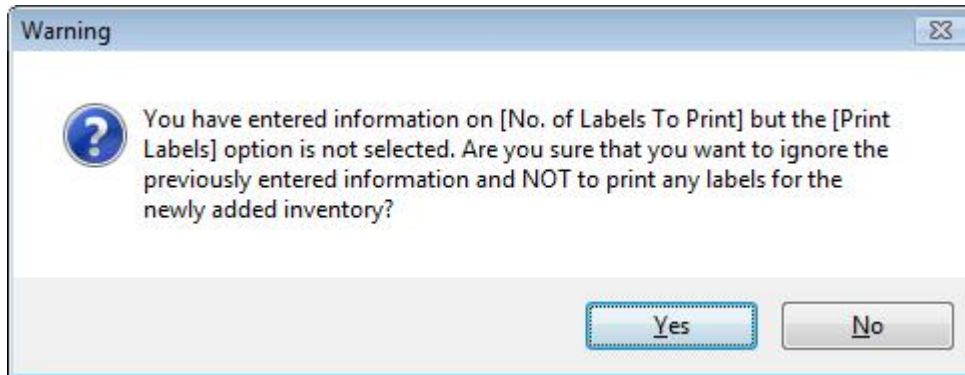 Warning
You have entered information on [No. of Labels To Print] but the [Print
Labels] option is not selected. Are you sure that you want to ignore the
previously entered information and NOT to print any labels for the
newly added inventory?
Yes
No